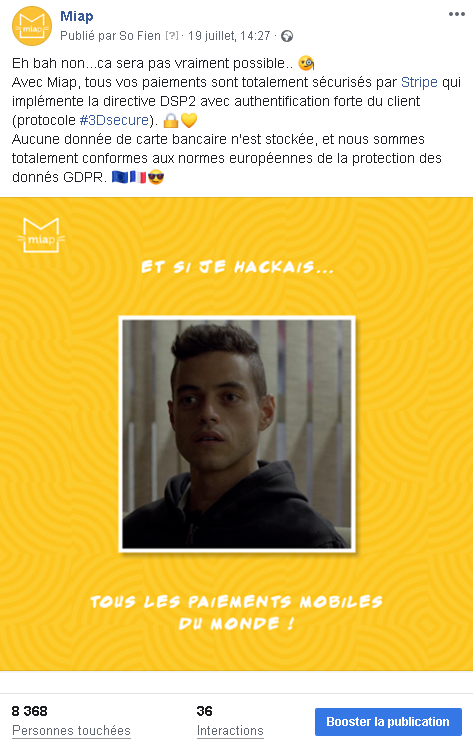 miap
Miap
Publié par So Fien [?] · 19 juillet, 14:27 ·
Eh bah non...ca sera pas vraiment possible.. 🧐
Avec Miap, tous vos paiements sont totalement sécurisés par Stripe qui
implémente la directive DSP2 avec authentification forte du client
(protocole #3Dsecure). 🔒💛
Aucune donnée de carte bancaire n'est stockée, et nous sommes
totalement conformes aux normes européennes de la protection des
donnés GDPR. 🇪🇺🇫🇷😎
miap
ET SI JE HACKAIS...
TOUS LES PAIEMENTS MOBILES
DU MONDE !
8 368
Personnes touchées
36
Interactions
Booster la publication